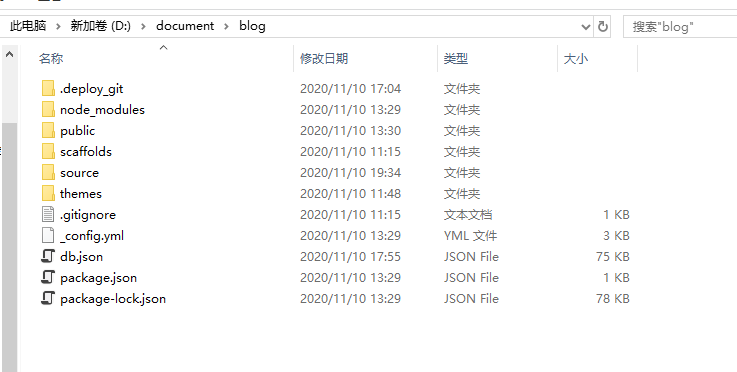 此电脑 > 新加卷 (D:) > document > blog 搜索"blog"
名称 修改日期 类型 大小
.deploy_git 2020/11/10 17:04 文件夹
node_modules 2020/11/10 13:29 文件夹
public 2020/11/10 13:30 文件夹
scaffolds 2020/11/10 11:15 文件夹
source 2020/11/10 19:34 文件夹
themes 2020/11/10 11:48 文件夹
.gitignore 2020/11/10 11:15 文本文档 1 KB
_config.yml 2020/11/10 13:29 YML 文件 3 KB
db.json 2020/11/10 17:55 JSON File 75 KB
package.json 2020/11/10 13:29 JSON File 1 KB
package-lock.json 2020/11/10 13:29 JSON File 78 KB